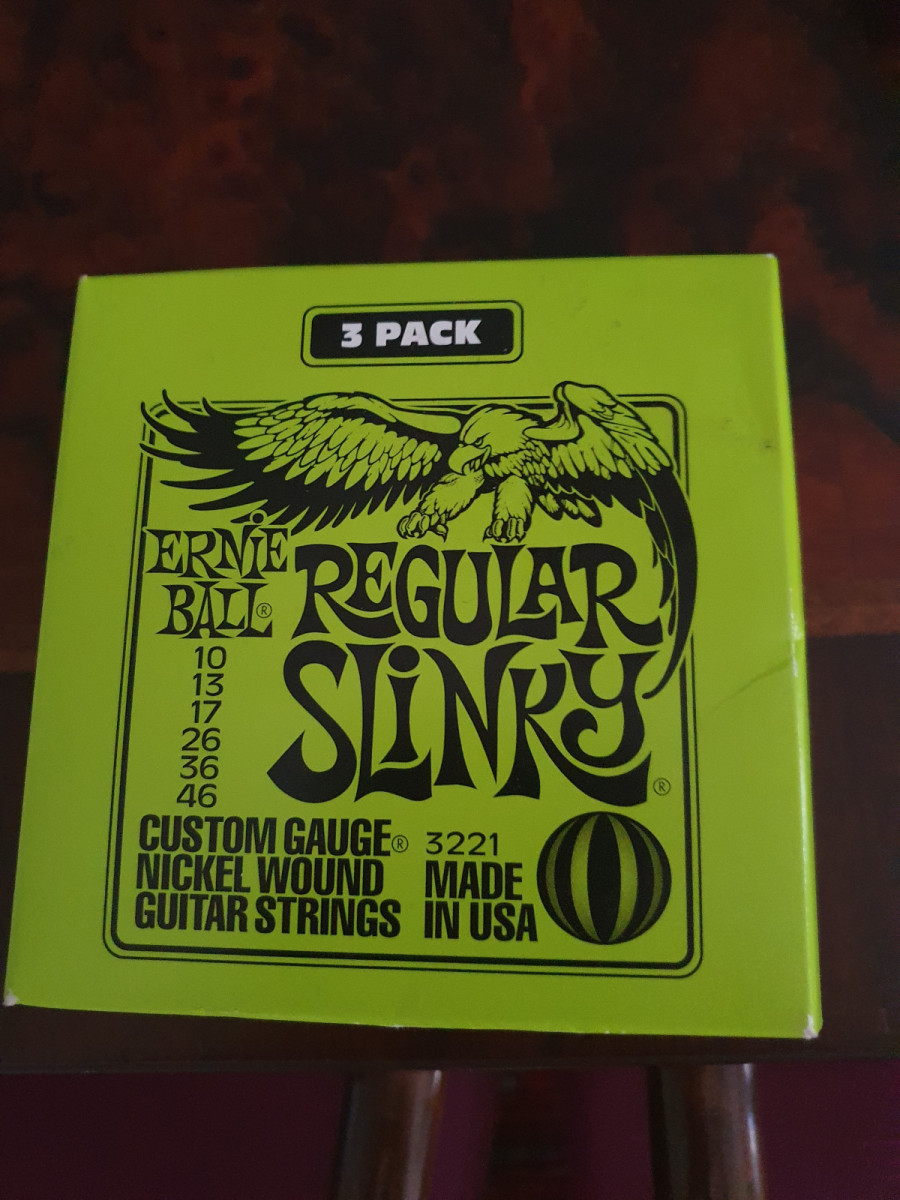 3 PACK
ERNIE
BALL®
REGULAR
SLINKY®
10
13
17
26
36
46
CUSTOM GAUGE®
NICKEL WOUND
GUITAR STRINGS
3221
MADE
IN USA